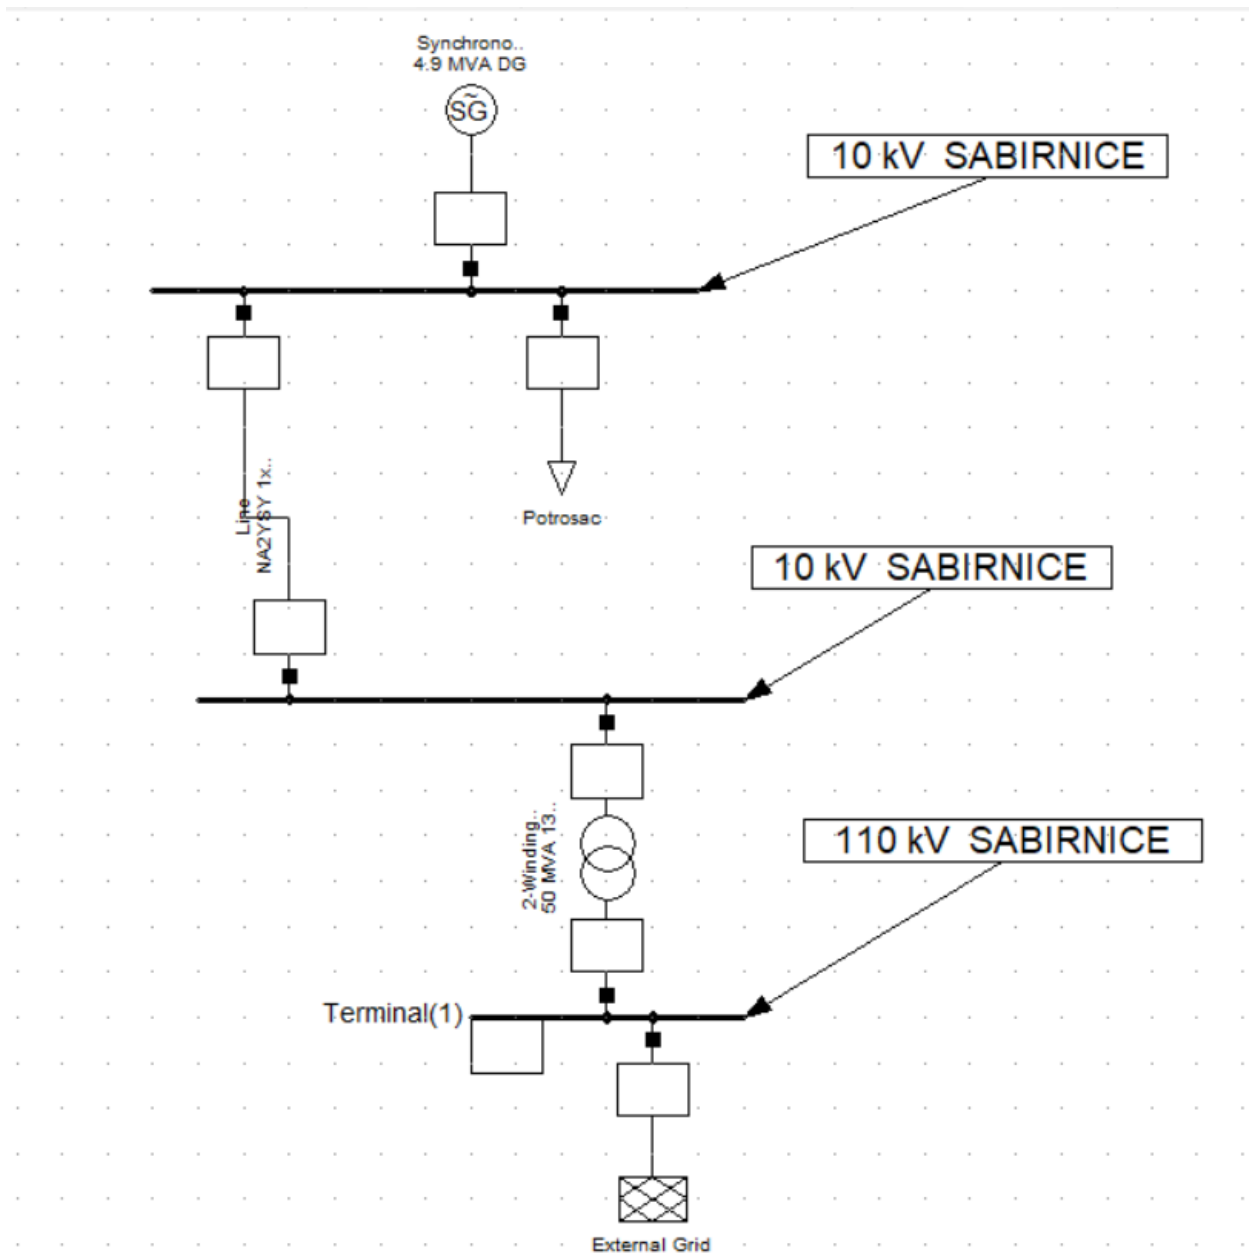 Synchrono..
4.9 MVA DG
SG
~
10 kV SABIRNICE
Line
NA2YSY 1x..
Potrosac
10 kV SABIRNICE
2-Winding..
50 MVA 13..
110 kV SABIRNICE
Terminal(1)
External Grid